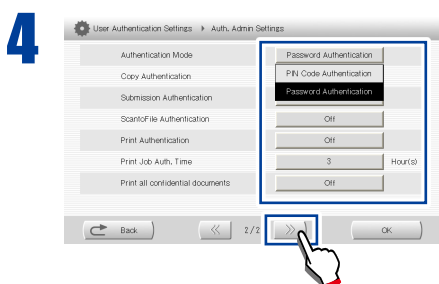 4
User Authentication Settings ▶ Auth. Admin Settings
Authentication Mode Password Authentication
Copy Authentication PIN Code Authentication
Submission Authentication Password Authentication
ScantoFile Authentication Off
Print Authentication Off
Print Job Auth. Time 3 Hour(s)
Print all confidential documents Off
Back << 2/2 >> OK